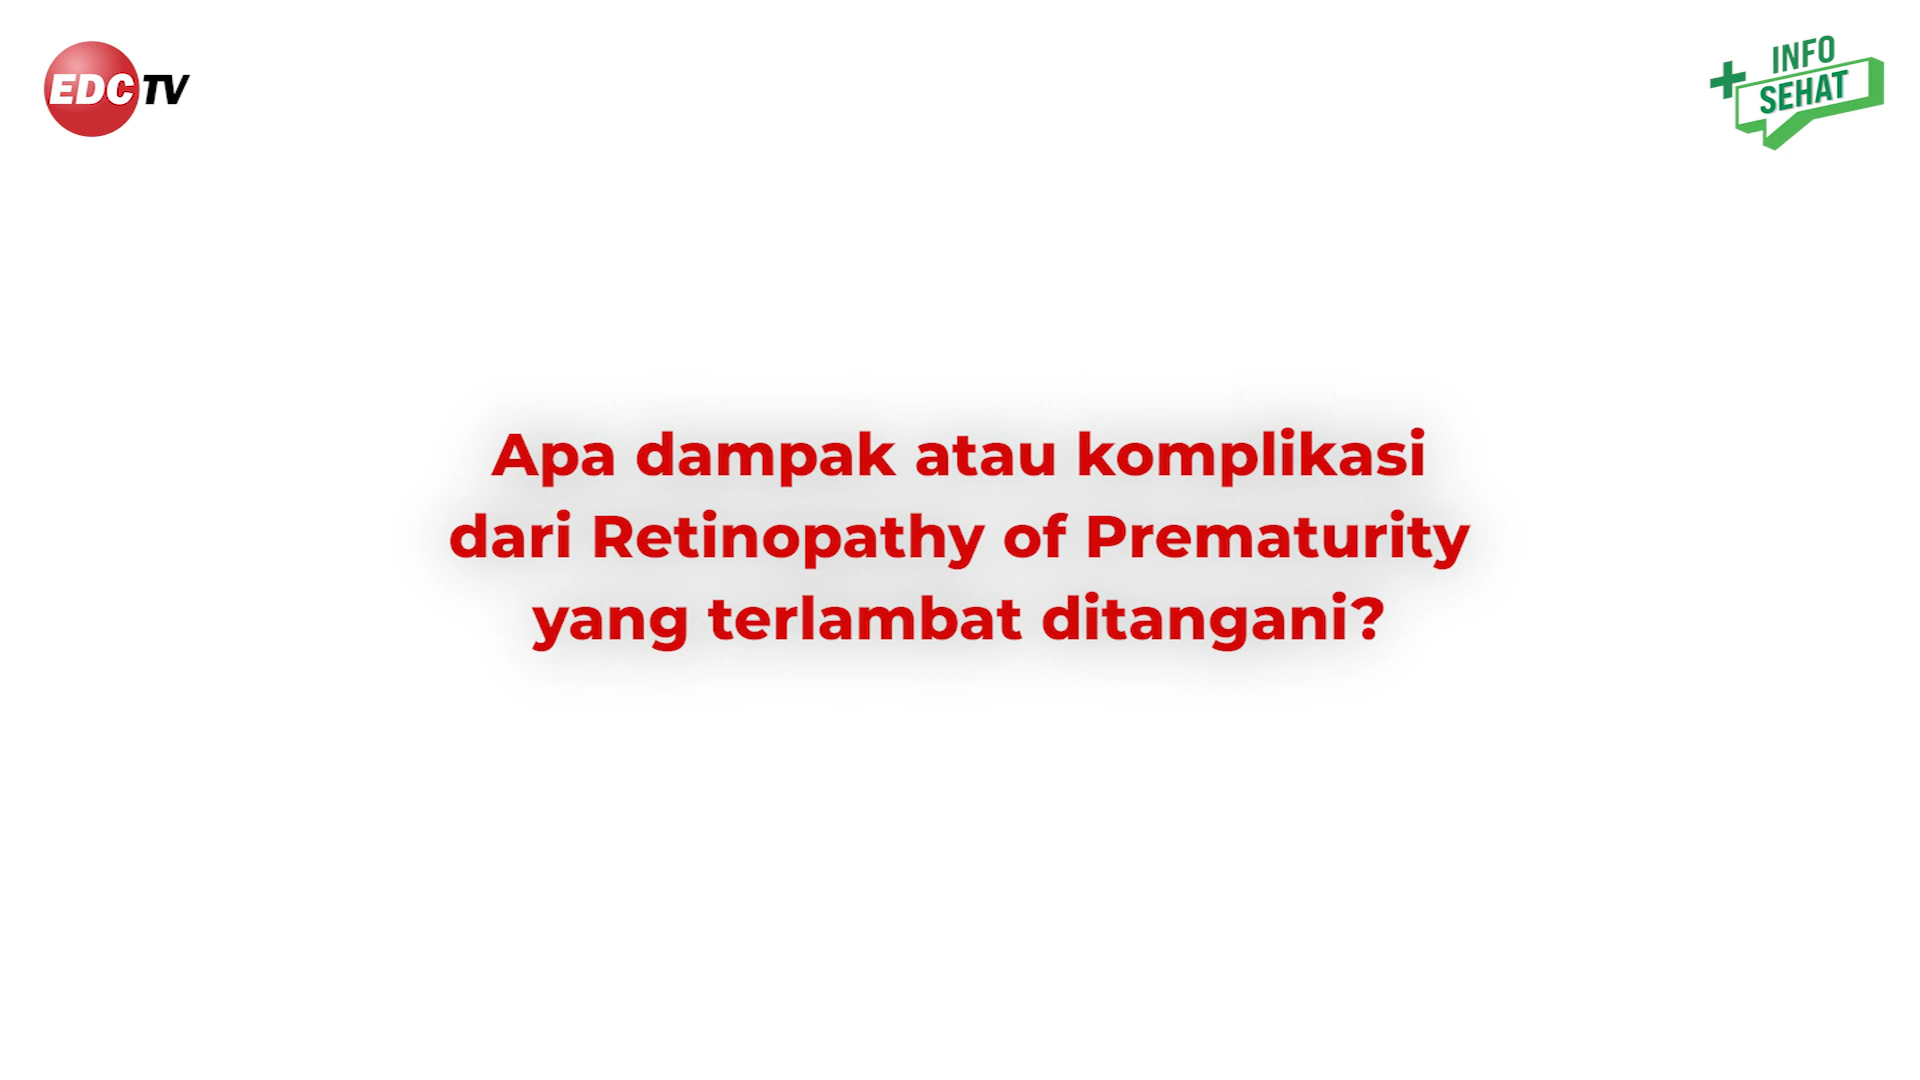 EDC TV
INFO
SEHAT
Apa dampak atau komplikasi
dari Retinopathy of Prematurity
yang terlambat ditangani?